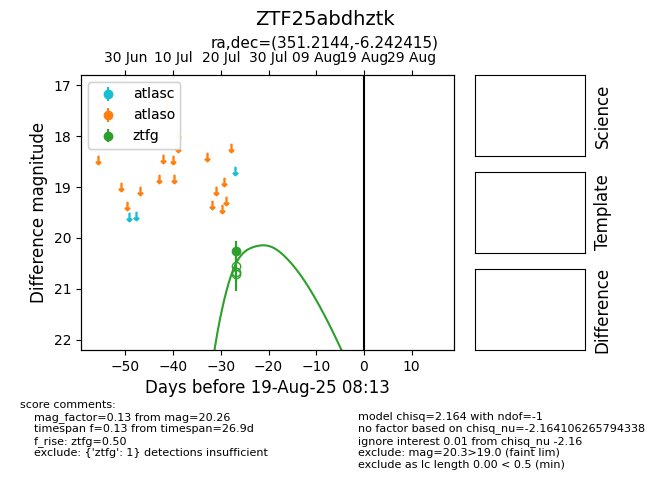 ZTF25abdhztk
ra,dec=(351.2144,-6.242415)
30 Jun 10 Jul 20 Jul 30 Jul 09 Aug 19 Aug 29 Aug
atlasc
atlaso
ztfg
17
18
19
20
21
22
Difference magnitude
−50 −40 −30 −20 −10 0 10
Days before 19-Aug-25 08:13
Science
Template
Difference
score comments:
mag_factor=0.13 from mag=20.26
timespan f=0.13 from timespan=26.9d
f_rise: ztfg=0.50
exclude: {'ztfg': 1} detections insufficient
model chisq=2.164 with ndof=-1
no factor based on chisq_nu=-2.164106265794338
ignore interest 0.01 from chisq_nu -2.16
exclude: mag=20.3>19.0 (faint lim)
exclude as lc length 0.00 < 0.5 (min)